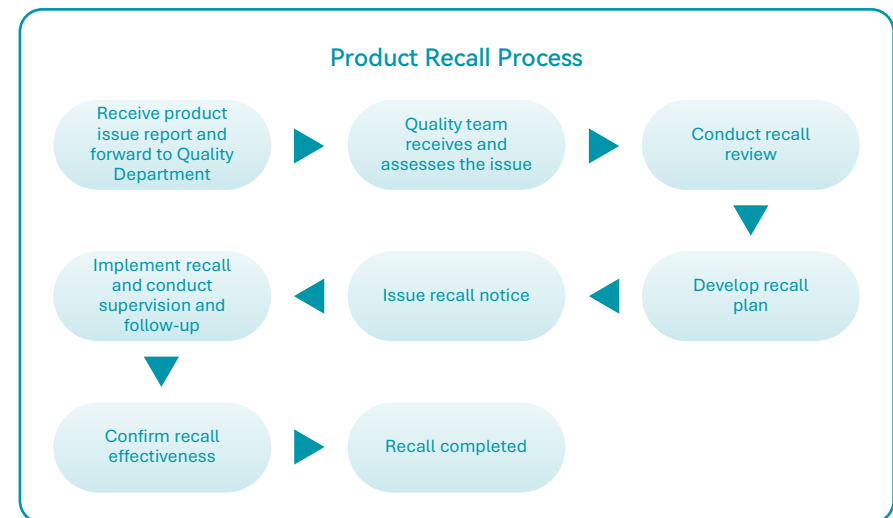 Product Recall Process
Receive product
issue report and
forward to Quality
Department
Quality team
receives and
assesses the issue
Conduct recall
review
Develop recall
plan
Issue recall notice
Implement recall
and conduct
supervision and
follow-up
Confirm recall
effectiveness
Recall completed